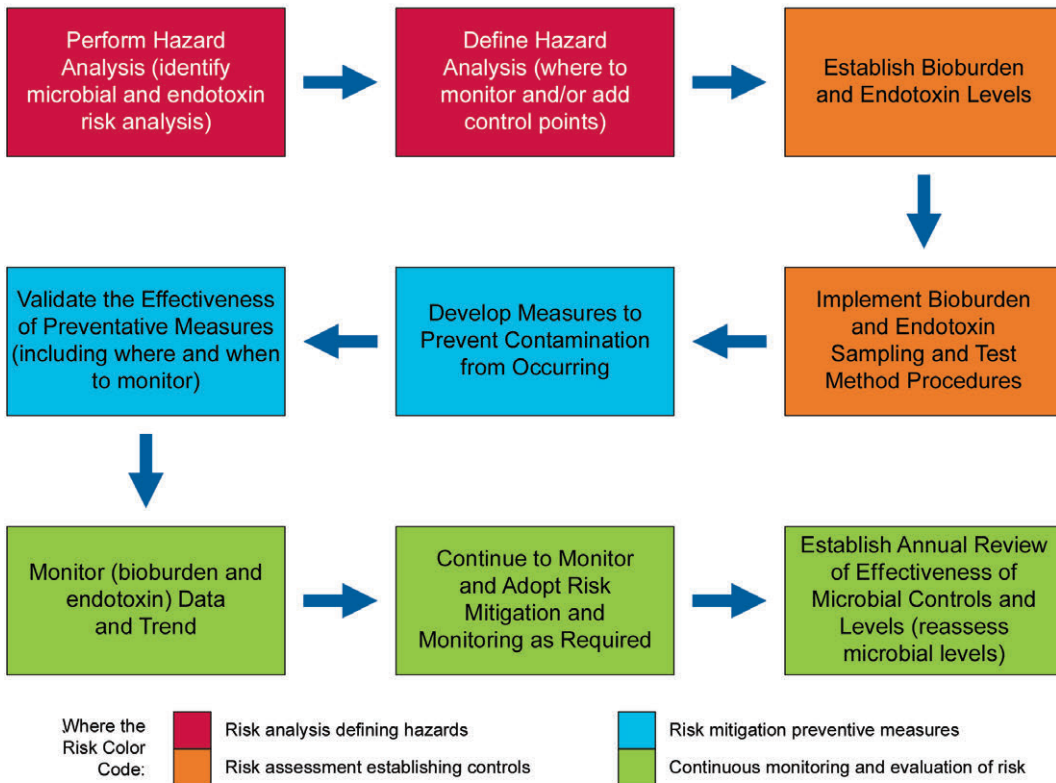 Perform Hazard
Analysis (identify
microbial and endotoxin
risk analysis)
Define Hazard
Analysis (where to
monitor and/or add
control points)
Establish Bioburden
and Endotoxin Levels
Implement Bioburden
and Endotoxin
Sampling and Test
Method Procedures
Develop Measures to
Prevent Contamination
from Occurring
Validate the Effectiveness
of Preventative Measures
(including where and when
to monitor)
Monitor (bioburden and
endotoxin) Data
and Trend
Continue to Monitor
and Adopt Risk
Mitigation and
Monitoring as Required
Establish Annual Review
of Effectiveness of
Microbial Controls and
Levels (reassess
microbial levels)
Where the
Risk Color
Code:
Risk analysis defining hazards
Risk assessment establishing controls
Risk mitigation preventive measures
Continuous monitoring and evaluation of risk